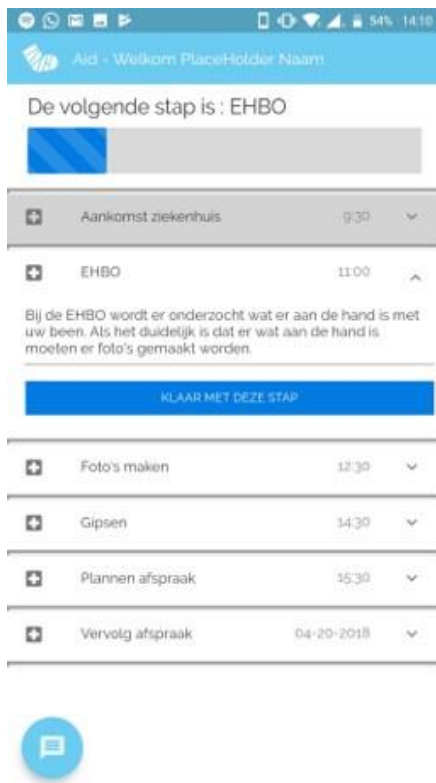 54% 14:10
Aid - Welkom PlaceHolder Naam
De volgende stap is : EHBO
Aankomst ziekenhuis 9:30
EHBO 11:00
Bij de EHBO wordt er onderzocht wat er aan de hand is met
uw been. Als het duidelijk is dat er wat aan de hand is
moeten er foto's gemaakt worden.
KLAAR MET DEZE STAP
Foto's maken 12:30
Gipsen 14:30
Plannen afspraak 15:30
Vervolg afspraak 04-20-2018